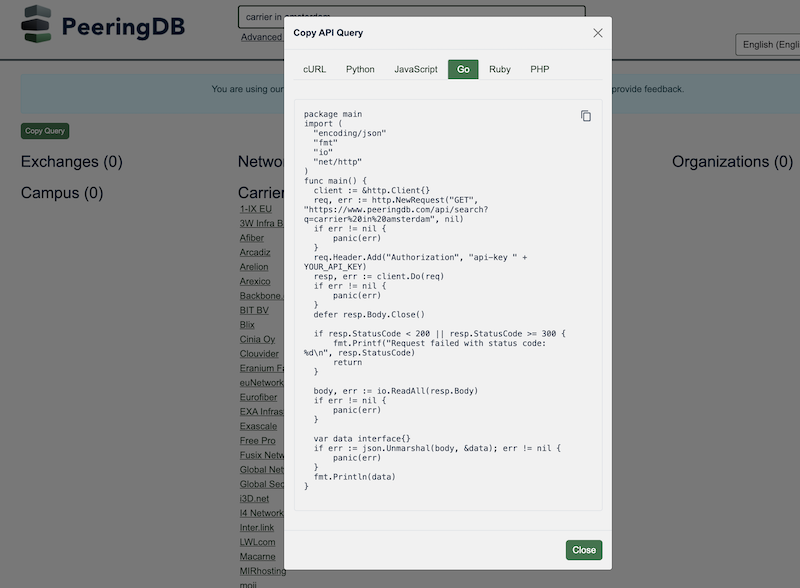 PeeringDB
carrier in amsterdam
Advanced
English (Engli
You are using our
provide feedback.
Copy Query
Exchanges (0)
Campus (0)
Netwo
Carrier
Organizations (0)
1-IX EU
3W Infra B
Afiber
Arcadiz
Arelion
Arexico
Backbone.
BIT BV
Blix
Cinia Oy
Clouvider
Eranium Fa
euNetwork
Eurofiber
EXA Infras
Exascale
Free Pro
Fusix Netw
Global Net
Global Sec
i3D.net
I4 Network
Inter.link
LWLcom
Macarne
MIRhosting
moji
Copy API Query
cURL Python JavaScript Go Ruby PHP
package main
import (
"encoding/json"
"fmt"
"io"
"net/http"
)
func main() {
client := &http.Client{}
req, err := http.NewRequest("GET",
"https://www.peeringdb.com/api/search?
q=carrier%20in%20amsterdam", nil)
if err != nil {
panic(err)
}
req.Header.Add("Authorization", "api-key " +
YOUR_API_KEY)
resp, err := client.Do(req)
if err != nil {
panic(err)
}
defer resp.Body.Close()
if resp.StatusCode < 200 || resp.StatusCode >= 300 {
fmt.Printf("Request failed with status code:
%d\n", resp.StatusCode)
return
}
body, err := io.ReadAll(resp.Body)
if err != nil {
panic(err)
}
var data interface{}
if err := json.Unmarshal(body, &data); err != nil {
panic(err)
}
fmt.Println(data)
}
Close